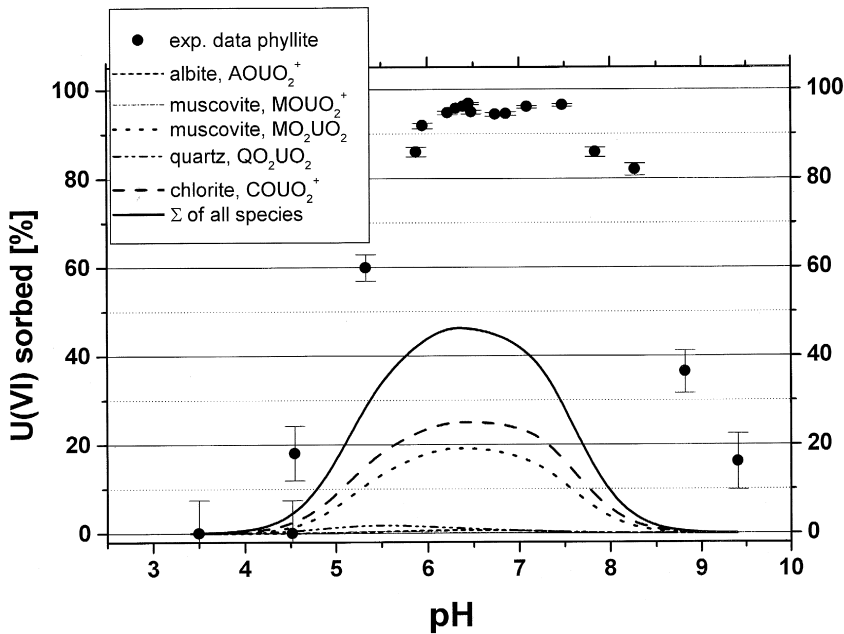 exp. data phyllite
albite, AOUO₂⁺
muscovite, MOUO₂⁺
muscovite, MO₂UO₂
quartz, QO₂UO₂
chlorite, COUO₂⁺
Σ of all species
U(VI) sorbed [%]
100
80
60
40
20
0
100
80
60
40
20
0
3 4 5 6 7 8 9 10
pH